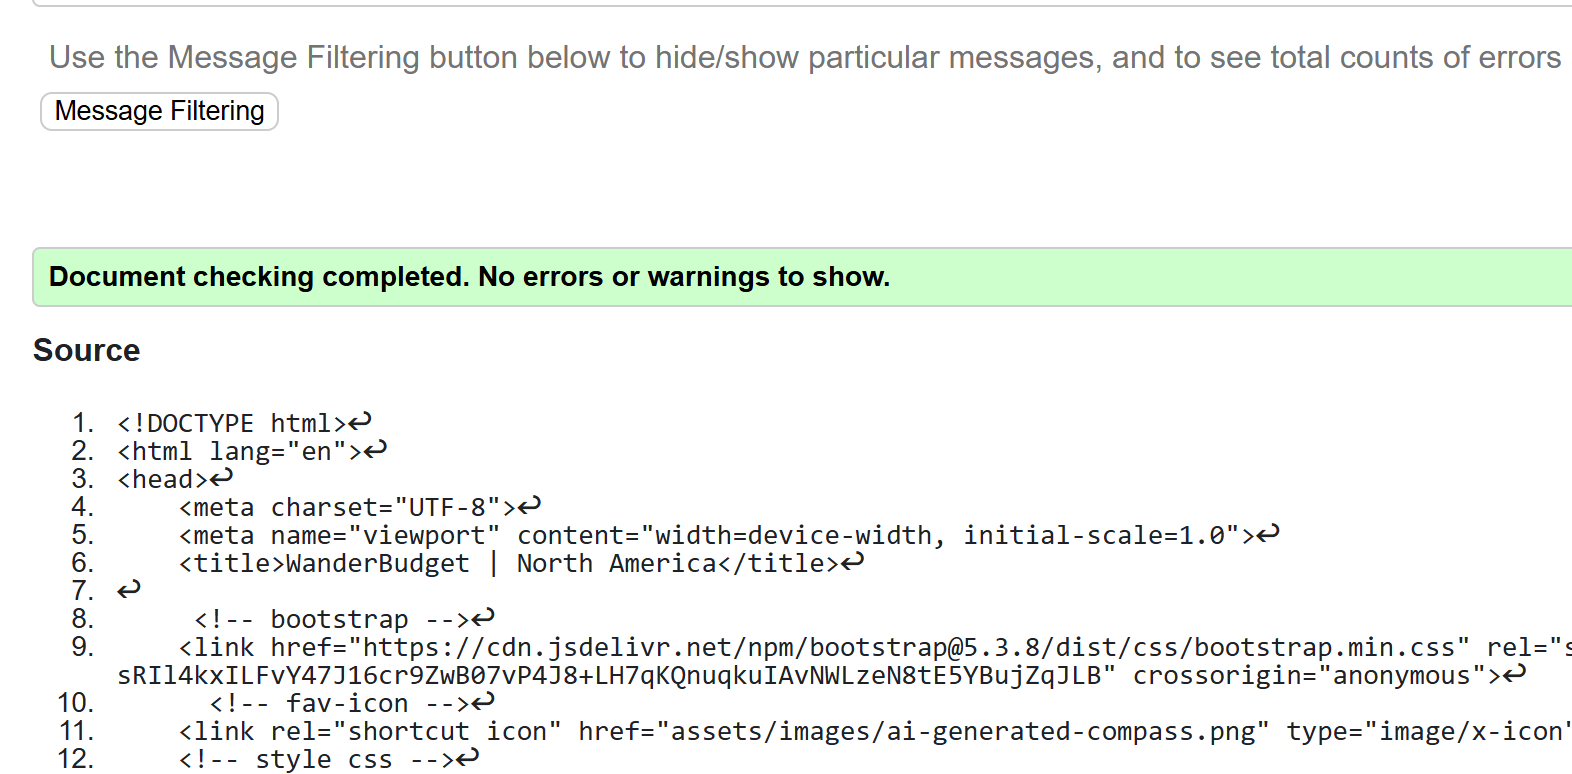 Use the Message Filtering button below to hide/show particular messages, and to see total counts of errors
Message Filtering
Document checking completed. No errors or warnings to show.
Source
1. <!DOCTYPE html>↩
2. <html lang="en">↩
3. <head>↩
4.     <meta charset="UTF-8">↩
5.     <meta name="viewport" content="width=device-width, initial-scale=1.0">↩
6.     <title>WanderBudget | North America</title>↩
7. ↩
8.      <!-- bootstrap -->↩
9.     <link href="https://cdn.jsdelivr.net/npm/bootstrap@5.3.8/dist/css/bootstrap.min.css" rel="s
sRIl4kxILFvY47J16cr9ZwB07vP4J8+LH7qKQnuqkuIAvNWLzeN8tE5YBujZqJLB" crossorigin="anonymous">↩
10.       <!-- fav-icon -->↩
11.     <link rel="shortcut icon" href="assets/images/ai-generated-compass.png" type="image/x-icon"
12.     <!-- style css -->↩